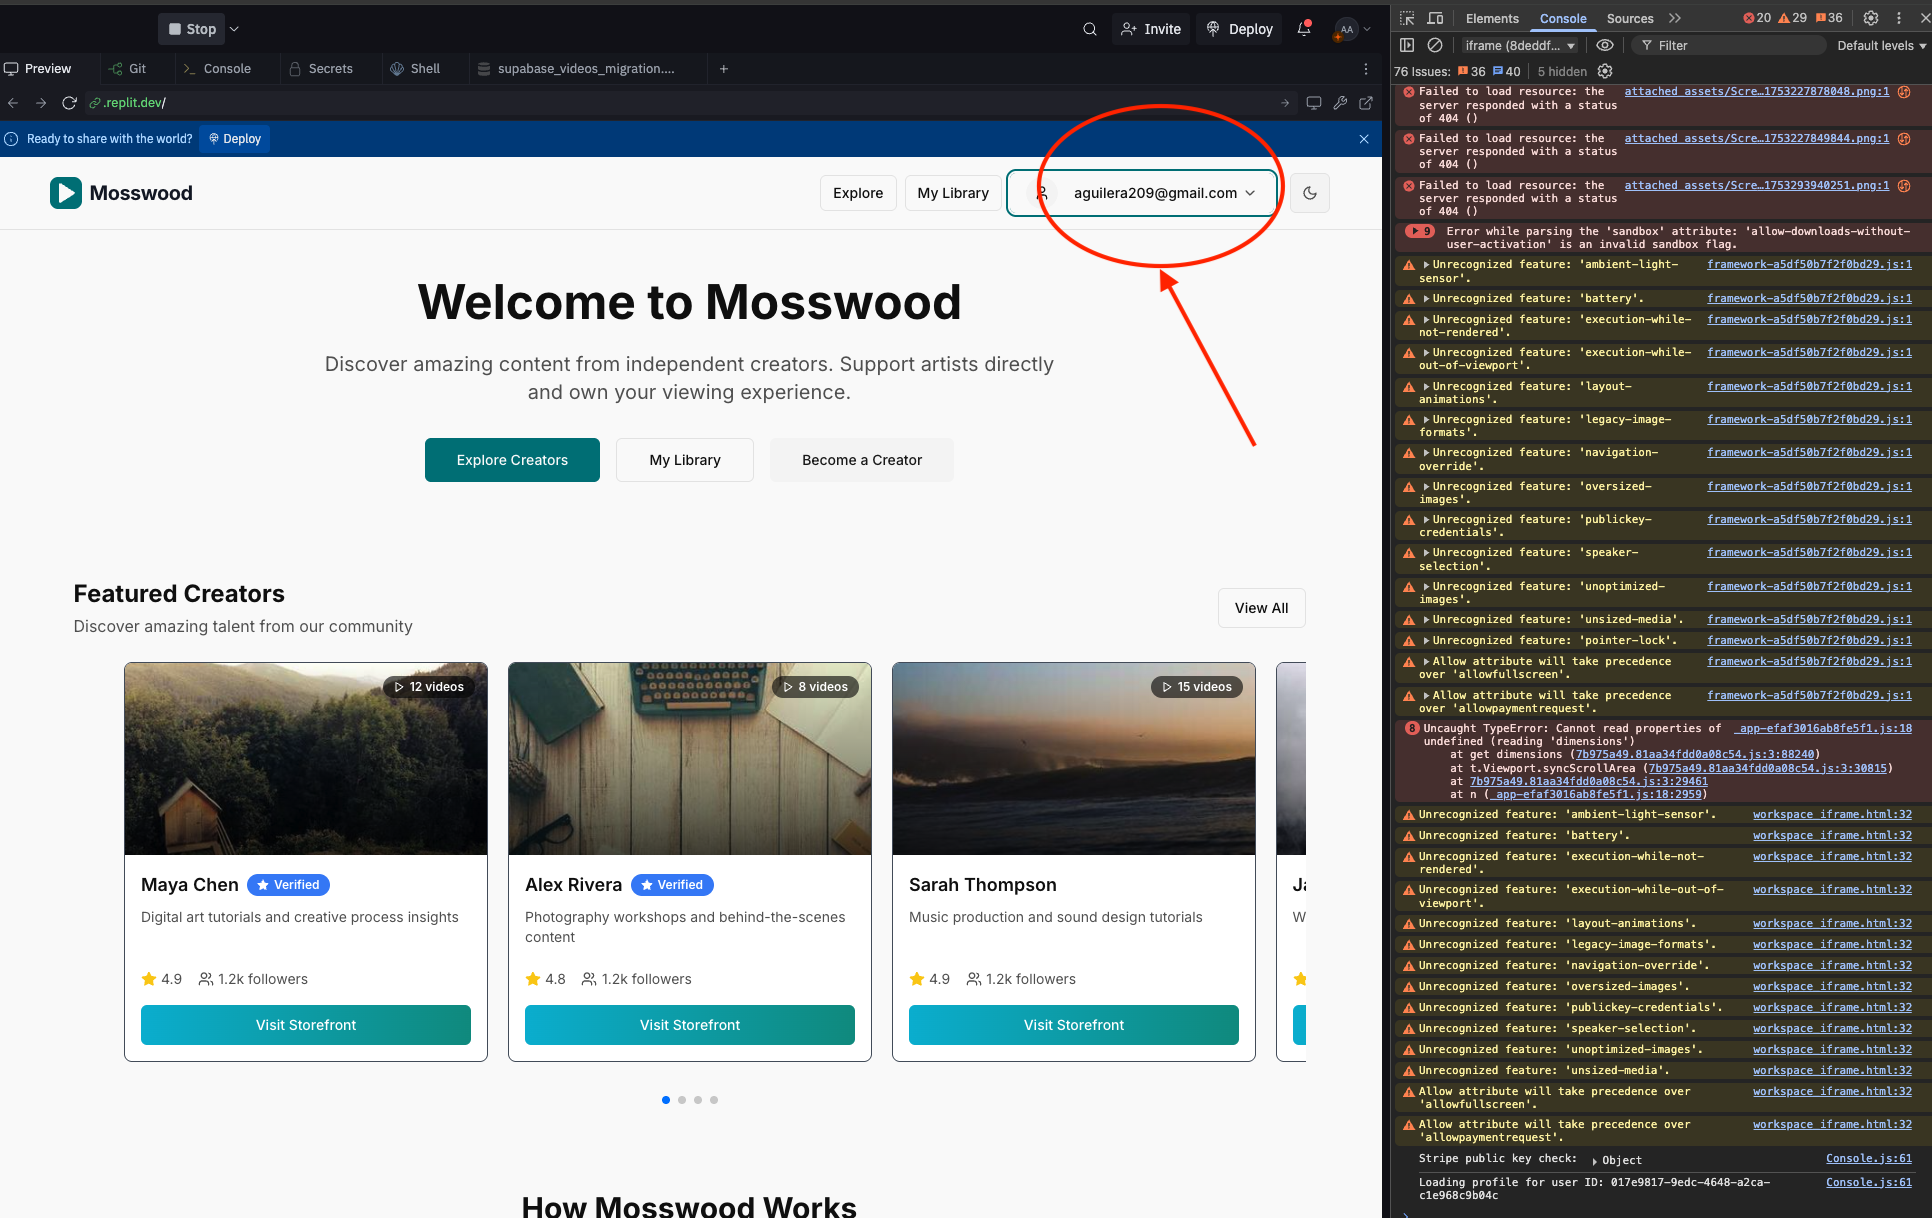 Stop
Invite
Deploy
AA
Preview
Git
Console
Secrets
Shell
supabase_videos_migration....
.replit.dev/
Ready to share with the world?
Deploy
Mosswood
Explore
My Library
aguilera209@gmail.com
Welcome to Mosswood
Discover amazing content from independent creators. Support artists directly
and own your viewing experience.
Explore Creators
My Library
Become a Creator
Featured Creators
Discover amazing talent from our community
View All
12 videos
8 videos
15 videos
Maya Chen
Verified
Digital art tutorials and creative process insights
4.9
1.2k followers
Visit Storefront
Alex Rivera
Verified
Photography workshops and behind-the-scenes
content
4.8
1.2k followers
Visit Storefront
Sarah Thompson
Music production and sound design tutorials
4.9
1.2k followers
Visit Storefront
How Mosswood Works
Elements
Console
Sources
20
29
36
iframe (8deddf...
Filter
Default levels
76 Issues:
36
40
5 hidden
Failed to load resource: the attached_assets/Scre…1753227878048.png:1
server responded with a status
of 404 ()
Failed to load resource: the attached_assets/Scre…1753227849844.png:1
server responded with a status
of 404 ()
Failed to load resource: the attached_assets/Scre…1753293940251.png:1
server responded with a status
of 404 ()
9 Error while parsing the 'sandbox' attribute: 'allow-downloads-without-
user-activation' is an invalid sandbox flag.
Unrecognized feature: 'ambient-light- framework-a5df50b7f2f0bd29.js:1
sensor'.
Unrecognized feature: 'battery'. framework-a5df50b7f2f0bd29.js:1
Unrecognized feature: 'execution-while- framework-a5df50b7f2f0bd29.js:1
not-rendered'.
Unrecognized feature: 'execution-while- framework-a5df50b7f2f0bd29.js:1
out-of-viewport'.
Unrecognized feature: 'layout- framework-a5df50b7f2f0bd29.js:1
animations'.
Unrecognized feature: 'legacy-image- framework-a5df50b7f2f0bd29.js:1
formats'.
Unrecognized feature: 'navigation- framework-a5df50b7f2f0bd29.js:1
override'.
Unrecognized feature: 'oversized- framework-a5df50b7f2f0bd29.js:1
images'.
Unrecognized feature: 'publickey- framework-a5df50b7f2f0bd29.js:1
credentials'.
Unrecognized feature: 'speaker- framework-a5df50b7f2f0bd29.js:1
selection'.
Unrecognized feature: 'unoptimized- framework-a5df50b7f2f0bd29.js:1
images'.
Unrecognized feature: 'unsized-media'. framework-a5df50b7f2f0bd29.js:1
Unrecognized feature: 'pointer-lock'. framework-a5df50b7f2f0bd29.js:1
Allow attribute will take precedence framework-a5df50b7f2f0bd29.js:1
over 'allowfullscreen'.
Allow attribute will take precedence framework-a5df50b7f2f0bd29.js:1
over 'allowpaymentrequest'.
8 Uncaught TypeError: Cannot read properties of _app-efaf3016ab8fe5f1.js:18
undefined (reading 'dimensions')
at get dimensions (7b975a49.81aa34fdd0a08c54.js:3:88240)
at t.Viewport.syncScrollArea (7b975a49.81aa34fdd0a08c54.js:3:30815)
at 7b975a49.81aa34fdd0a08c54.js:3:29461
at n (_app-efaf3016ab8fe5f1.js:18:2959)
Unrecognized feature: 'ambient-light-sensor'. workspace_iframe.html:32
Unrecognized feature: 'battery'. workspace_iframe.html:32
Unrecognized feature: 'execution-while-not- workspace_iframe.html:32
rendered'.
Unrecognized feature: 'execution-while-out-of- workspace_iframe.html:32
viewport'.
Unrecognized feature: 'layout-animations'. workspace_iframe.html:32
Unrecognized feature: 'legacy-image-formats'. workspace_iframe.html:32
Unrecognized feature: 'navigation-override'. workspace_iframe.html:32
Unrecognized feature: 'oversized-images'. workspace_iframe.html:32
Unrecognized feature: 'publickey-credentials'. workspace_iframe.html:32
Unrecognized feature: 'speaker-selection'. workspace_iframe.html:32
Unrecognized feature: 'unoptimized-images'. workspace_iframe.html:32
Unrecognized feature: 'unsized-media'. workspace_iframe.html:32
Allow attribute will take precedence over workspace_iframe.html:32
'allowfullscreen'.
Allow attribute will take precedence over workspace_iframe.html:32
'allowpaymentrequest'.
Stripe public key check: Object Console.js:61
Loading profile for user ID: 017e9817-9edc-4648-a2ca- Console.js:61
c1e968c9b04c